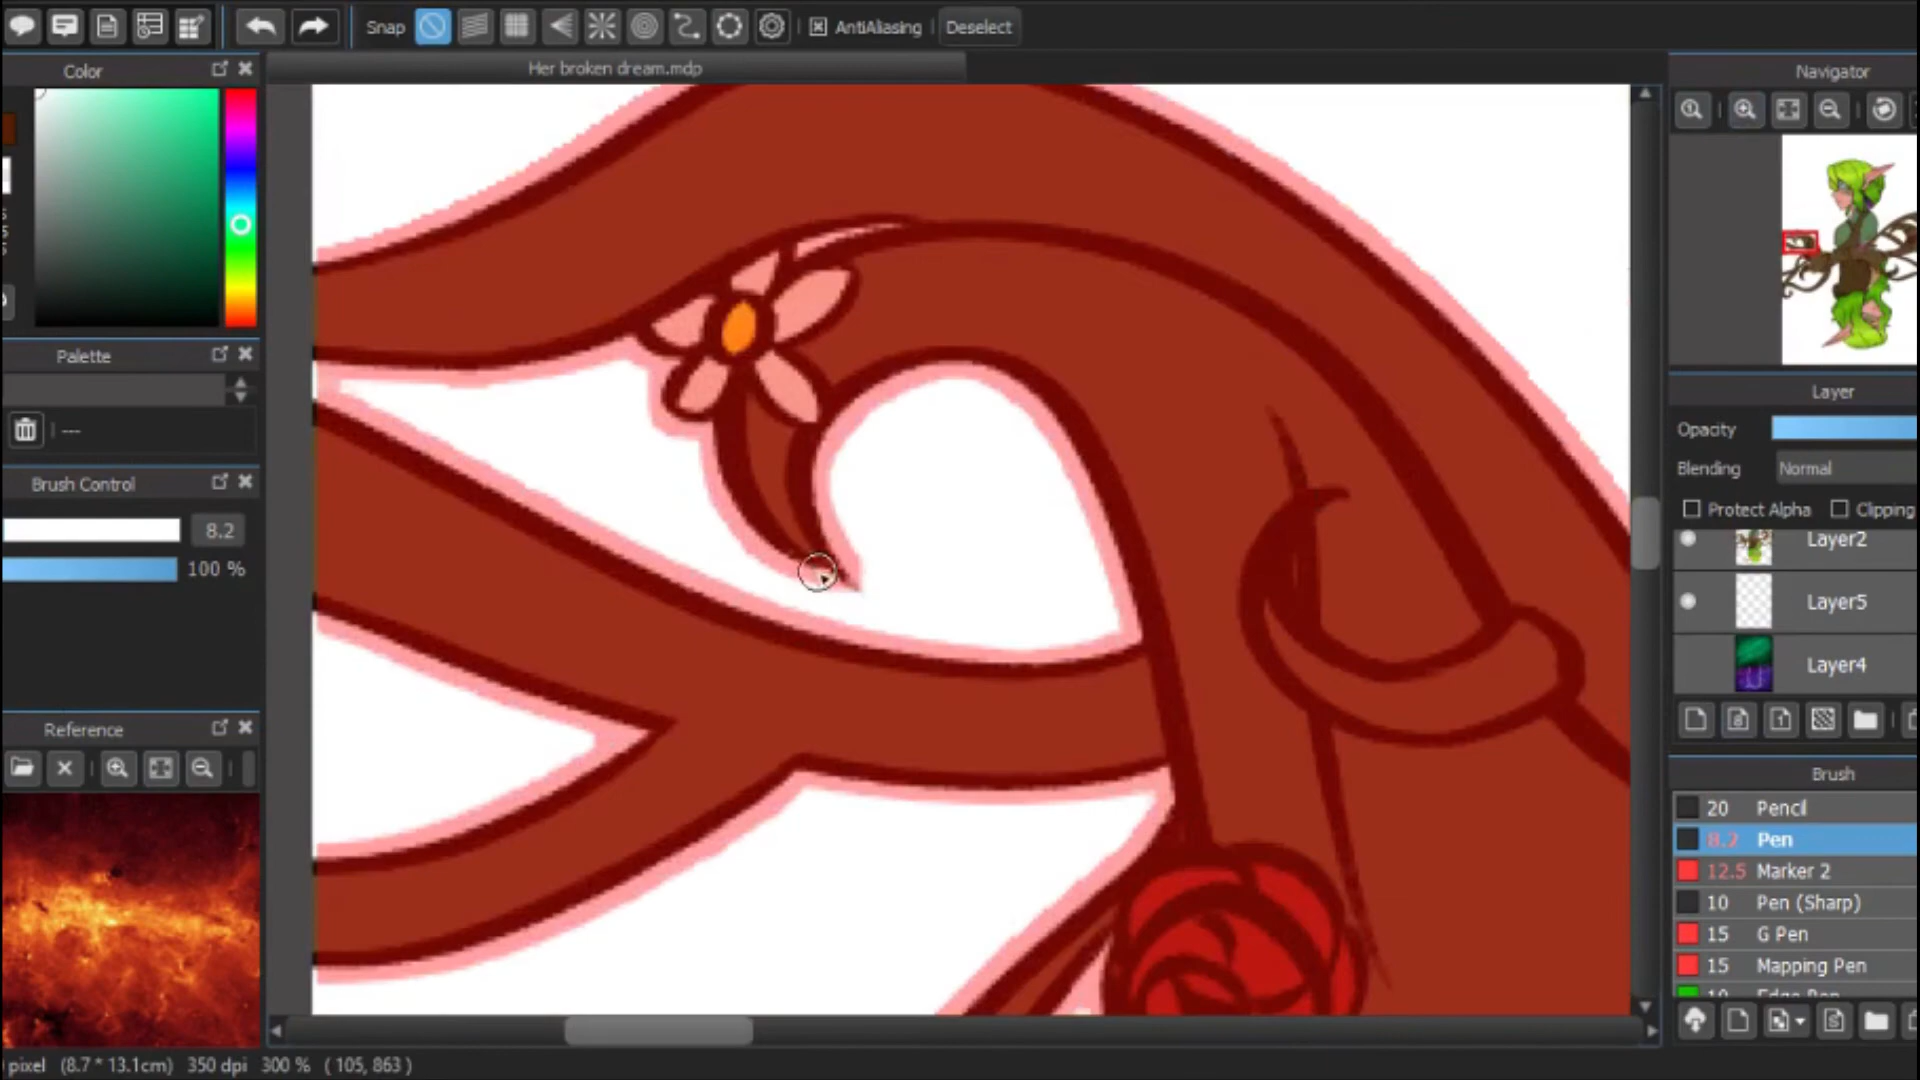 Snap AntiAliasing Deselect
Color
Her broken dream.mdp
Navigator
Palette
---
Layer
Opacity
Blending Normal
Protect Alpha Clipping
Layer2
Layer5
Layer4
Brush Control
8.2
100 %
Reference
Brush
20 Pencil
8.2 Pen
12.5 Marker 2
10 Pen (Sharp)
15 G Pen
15 Mapping Pen
pixel (8.7 * 13.1cm) 350 dpi 300 % ( 105, 863 )